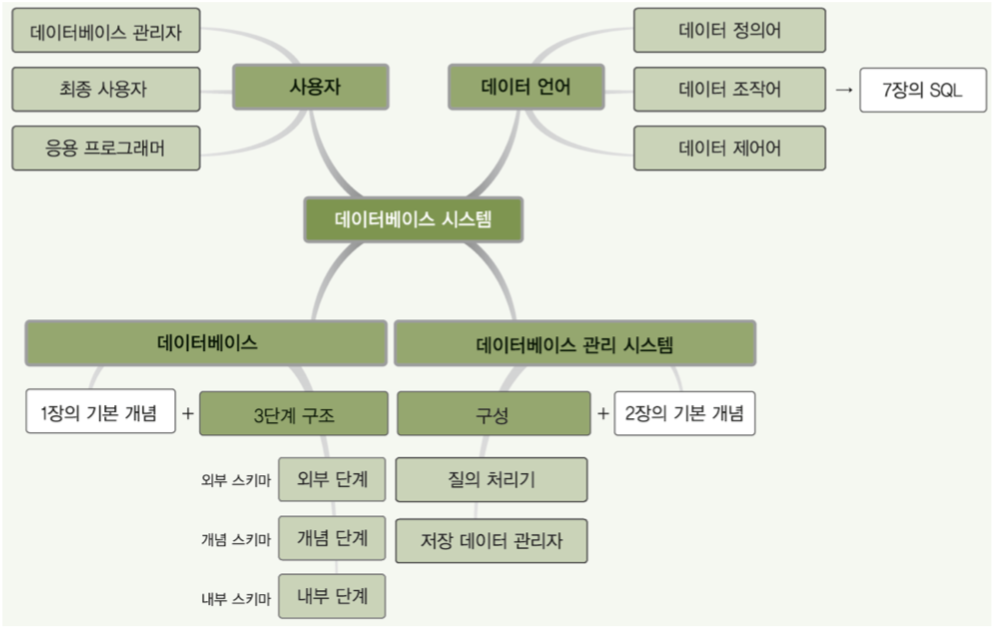 데이터베이스 관리자
최종 사용자
응용 프로그래머
사용자
데이터 언어
데이터 정의어
데이터 조작어 → 7장의 SQL
데이터 제어어
데이터베이스 시스템
데이터베이스
데이터베이스 관리 시스템
1장의 기본 개념 + 3단계 구조
구성 + 2장의 기본 개념
외부 스키마 외부 단계
개념 스키마 개념 단계
내부 스키마 내부 단계
질의 처리기
저장 데이터 관리자